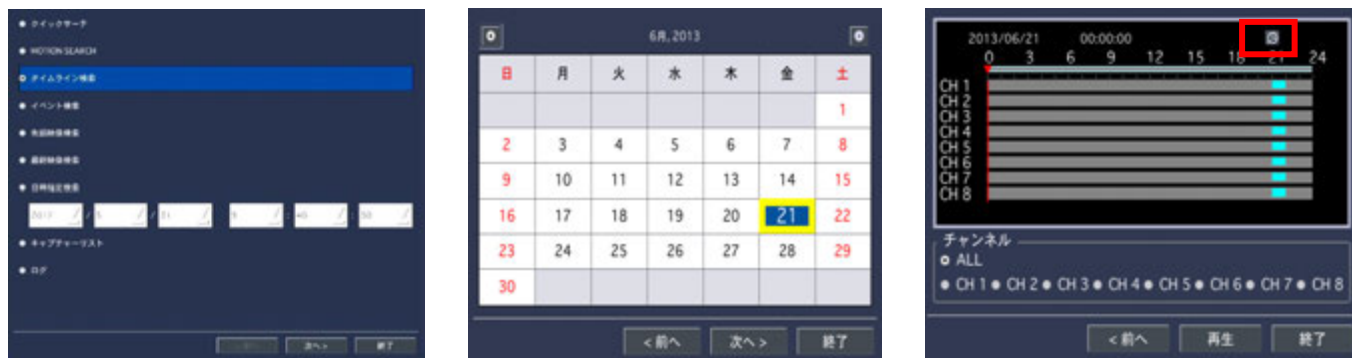 クイックサーチ
MOTION SEARCH
タイムライン検索
イベント検索
先頭映像検索
最終映像検索
日時指定検索
キャプチャーリスト
ログ
次へ >
終了
6月, 2013
日 月 火 水 木 金 土
1
2 3 4 5 6 7 8
9 10 11 12 13 14 15
16 17 18 19 20 21 22
23 24 25 26 27 28 29
30
< 前へ 次へ > 終了
2013/06/21 00:00:00
0 3 6 9 12 15 18 21 24
CH 1
CH 2
CH 3
CH 4
CH 5
CH 6
CH 7
CH 8
チャンネル
ALL
CH 1 CH 2 CH 3 CH 4 CH 5 CH 6 CH 7 CH 8
< 前へ 再生 終了